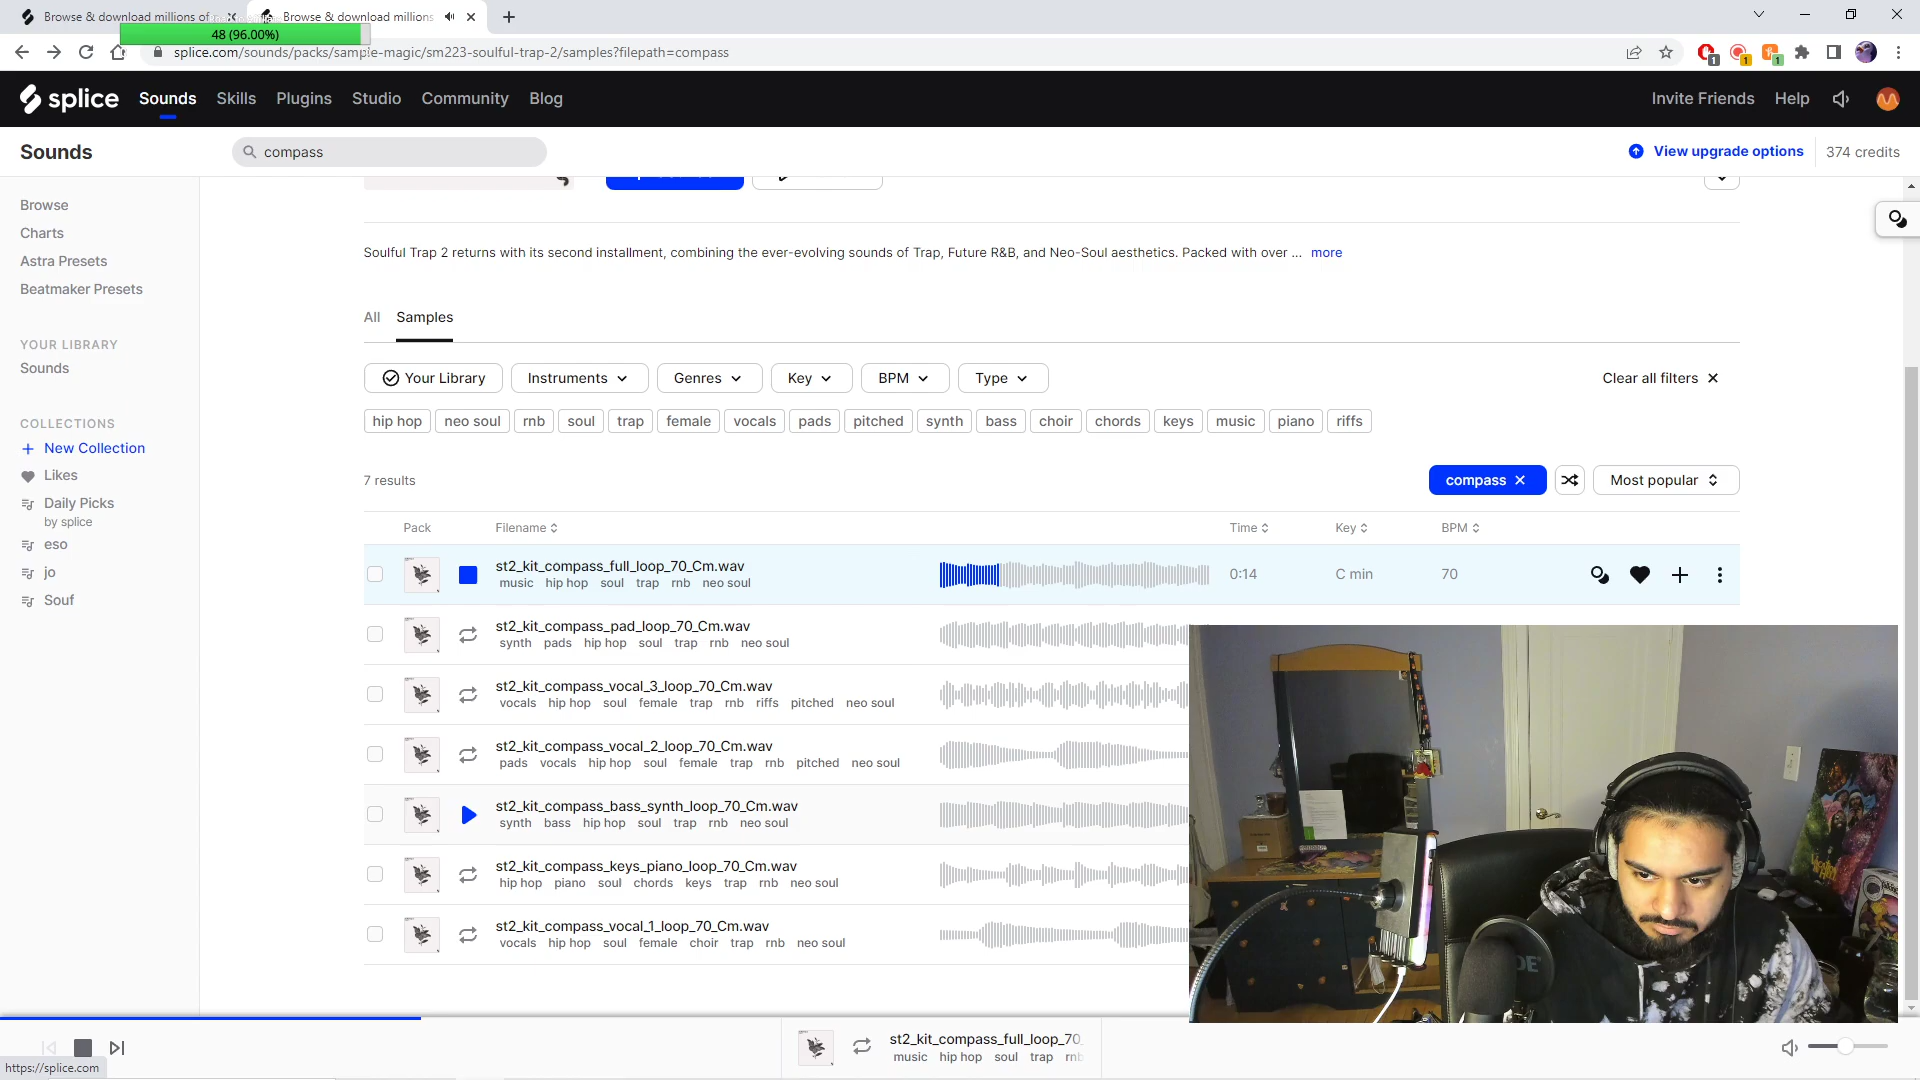 Browse & download millions of
Browse & download millions
48 (96.00%)
splice.com/sounds/packs/sample-magic/sm223-soulful-trap-2/samples?filepath=compass
1
1
1
splice
Sounds
Skills
Plugins
Studio
Community
Blog
Invite Friends
Help
Sounds
compass
View upgrade options
374 credits
Browse
Charts
Astra Presets
Beatmaker Presets
YOUR LIBRARY
Sounds
COLLECTIONS
New Collection
Likes
Daily Picks
by splice
eso
jo
Souf
Soulful Trap 2 returns with its second installment, combining the ever-evolving sounds of Trap, Future R&B, and Neo-Soul aesthetics. Packed with over ... more
All Samples
Your Library Instruments Genres Key BPM Type
Clear all filters
hip hop neo soul rnb soul trap female vocals pads pitched synth bass choir chords keys music piano riffs
7 results
compass
Most popular
Pack Filename Time Key BPM
st2_kit_compass_full_loop_70_Cm.wav
music hip hop soul trap rnb neo soul
0:14 C min 70
st2_kit_compass_pad_loop_70_Cm.wav
synth pads hip hop soul trap rnb neo soul
st2_kit_compass_vocal_3_loop_70_Cm.wav
vocals hip hop soul female trap rnb riffs pitched neo soul
st2_kit_compass_vocal_2_loop_70_Cm.wav
pads vocals hip hop soul female trap rnb pitched neo soul
st2_kit_compass_bass_synth_loop_70_Cm.wav
synth bass hip hop soul trap rnb neo soul
st2_kit_compass_keys_piano_loop_70_Cm.wav
hip hop piano soul chords keys trap rnb neo soul
st2_kit_compass_vocal_1_loop_70_Cm.wav
vocals hip hop soul female choir trap rnb neo soul
st2_kit_compass_full_loop_70_
music hip hop soul trap rnb
https://splice.com